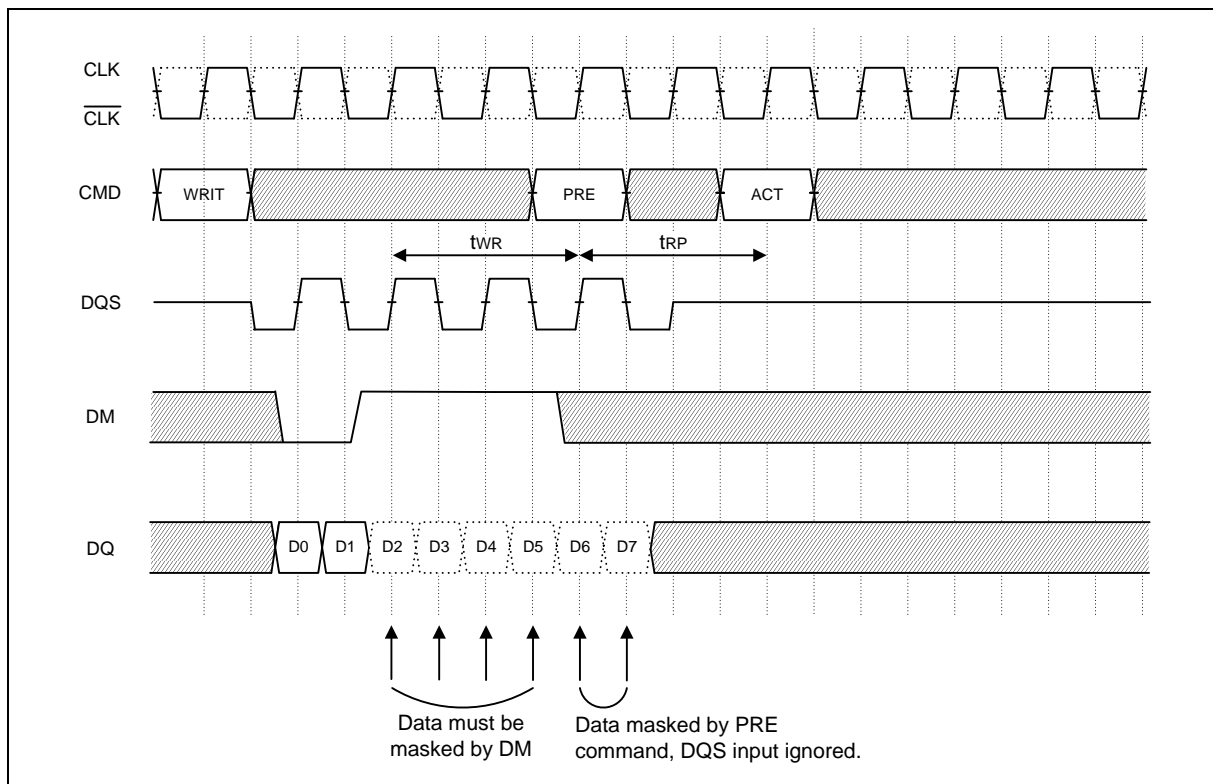 CLK
CLK
CMD
WRIT
PRE
ACT
tWR
tRP
DQS
DM
DQ
D0
D1
D2
D3
D4
D5
D6
D7
Data must be
masked by DM
Data masked by PRE
command, DQS input ignored.